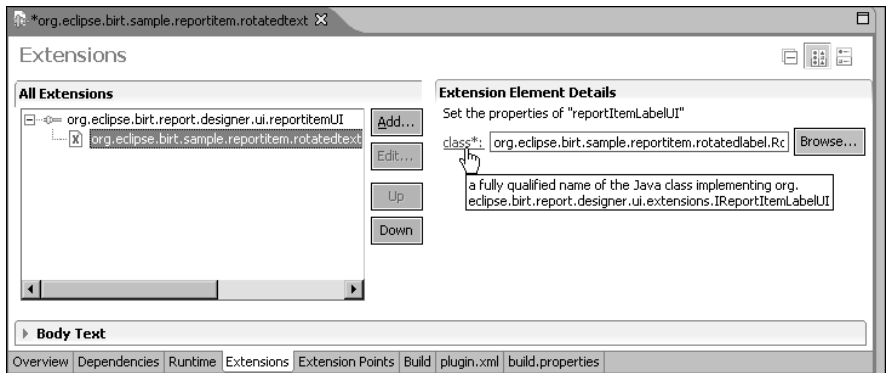 *org.eclipse.birt.sample.reportitem.rotatedtext
Extensions
All Extensions
org.eclipse.birt.report.designer.ui.reportitemUI
org.eclipse.birt.sample.reportitem.rotatedtext
Add...
Edit...
Up
Down
Extension Element Details
Set the properties of "reportItemLabelUI"
class*: org.eclipse.birt.sample.reportitem.rotatedlabel.Ro Browse...
a fully qualified name of the Java class implementing org.
eclipse.birt.report.designer.ui.extensions.IReportItemLabelUI
Body Text
Overview Dependencies Runtime Extensions Extension Points Build plugin.xml build.properties